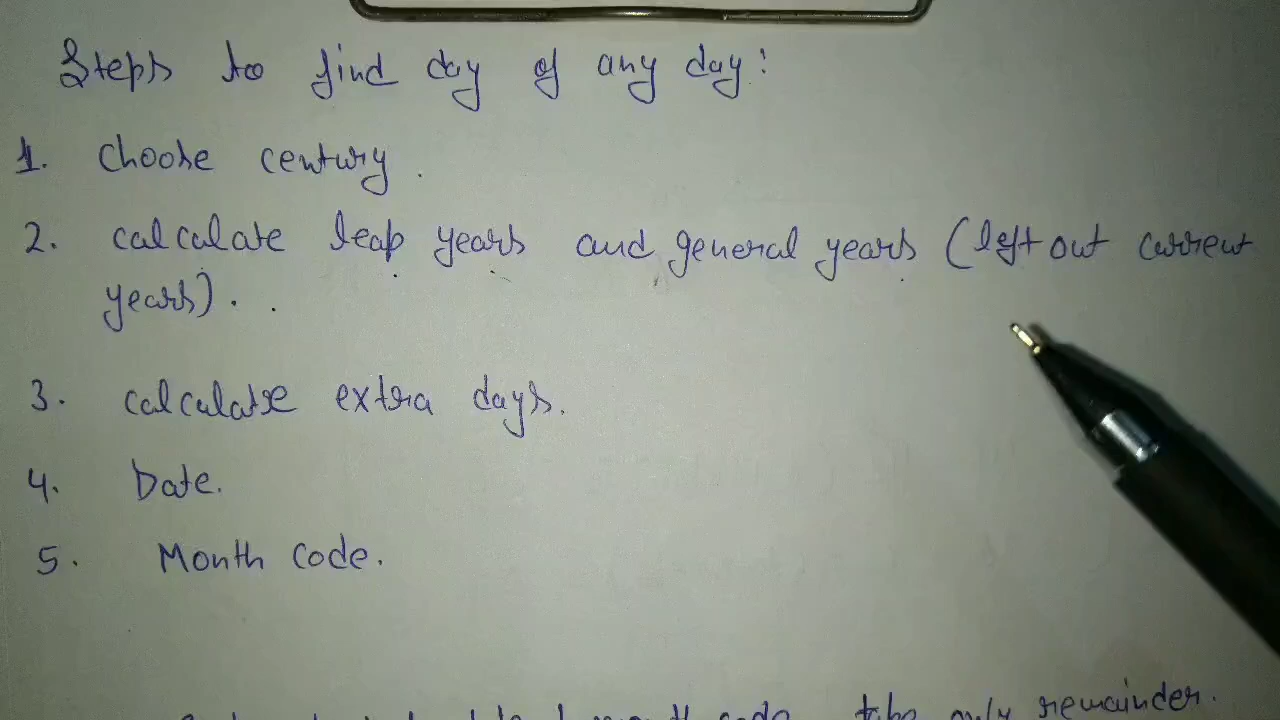 Steps to find day of any day:
1. Choose century.
2. calculate leap years and general years (left out current
years).
3. calculate extra days.
4. Date.
5. Month code.
code take only remainder.